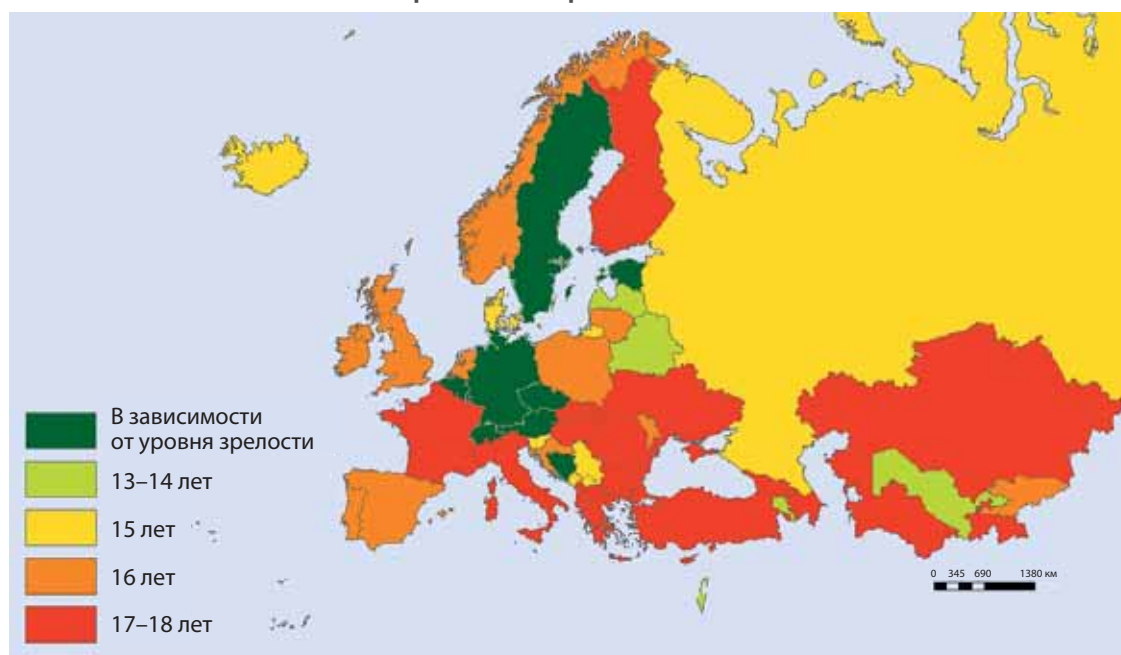 В зависимости
от уровня зрелости
13–14 лет
15 лет
16 лет
17–18 лет
0 345 690 1380 км